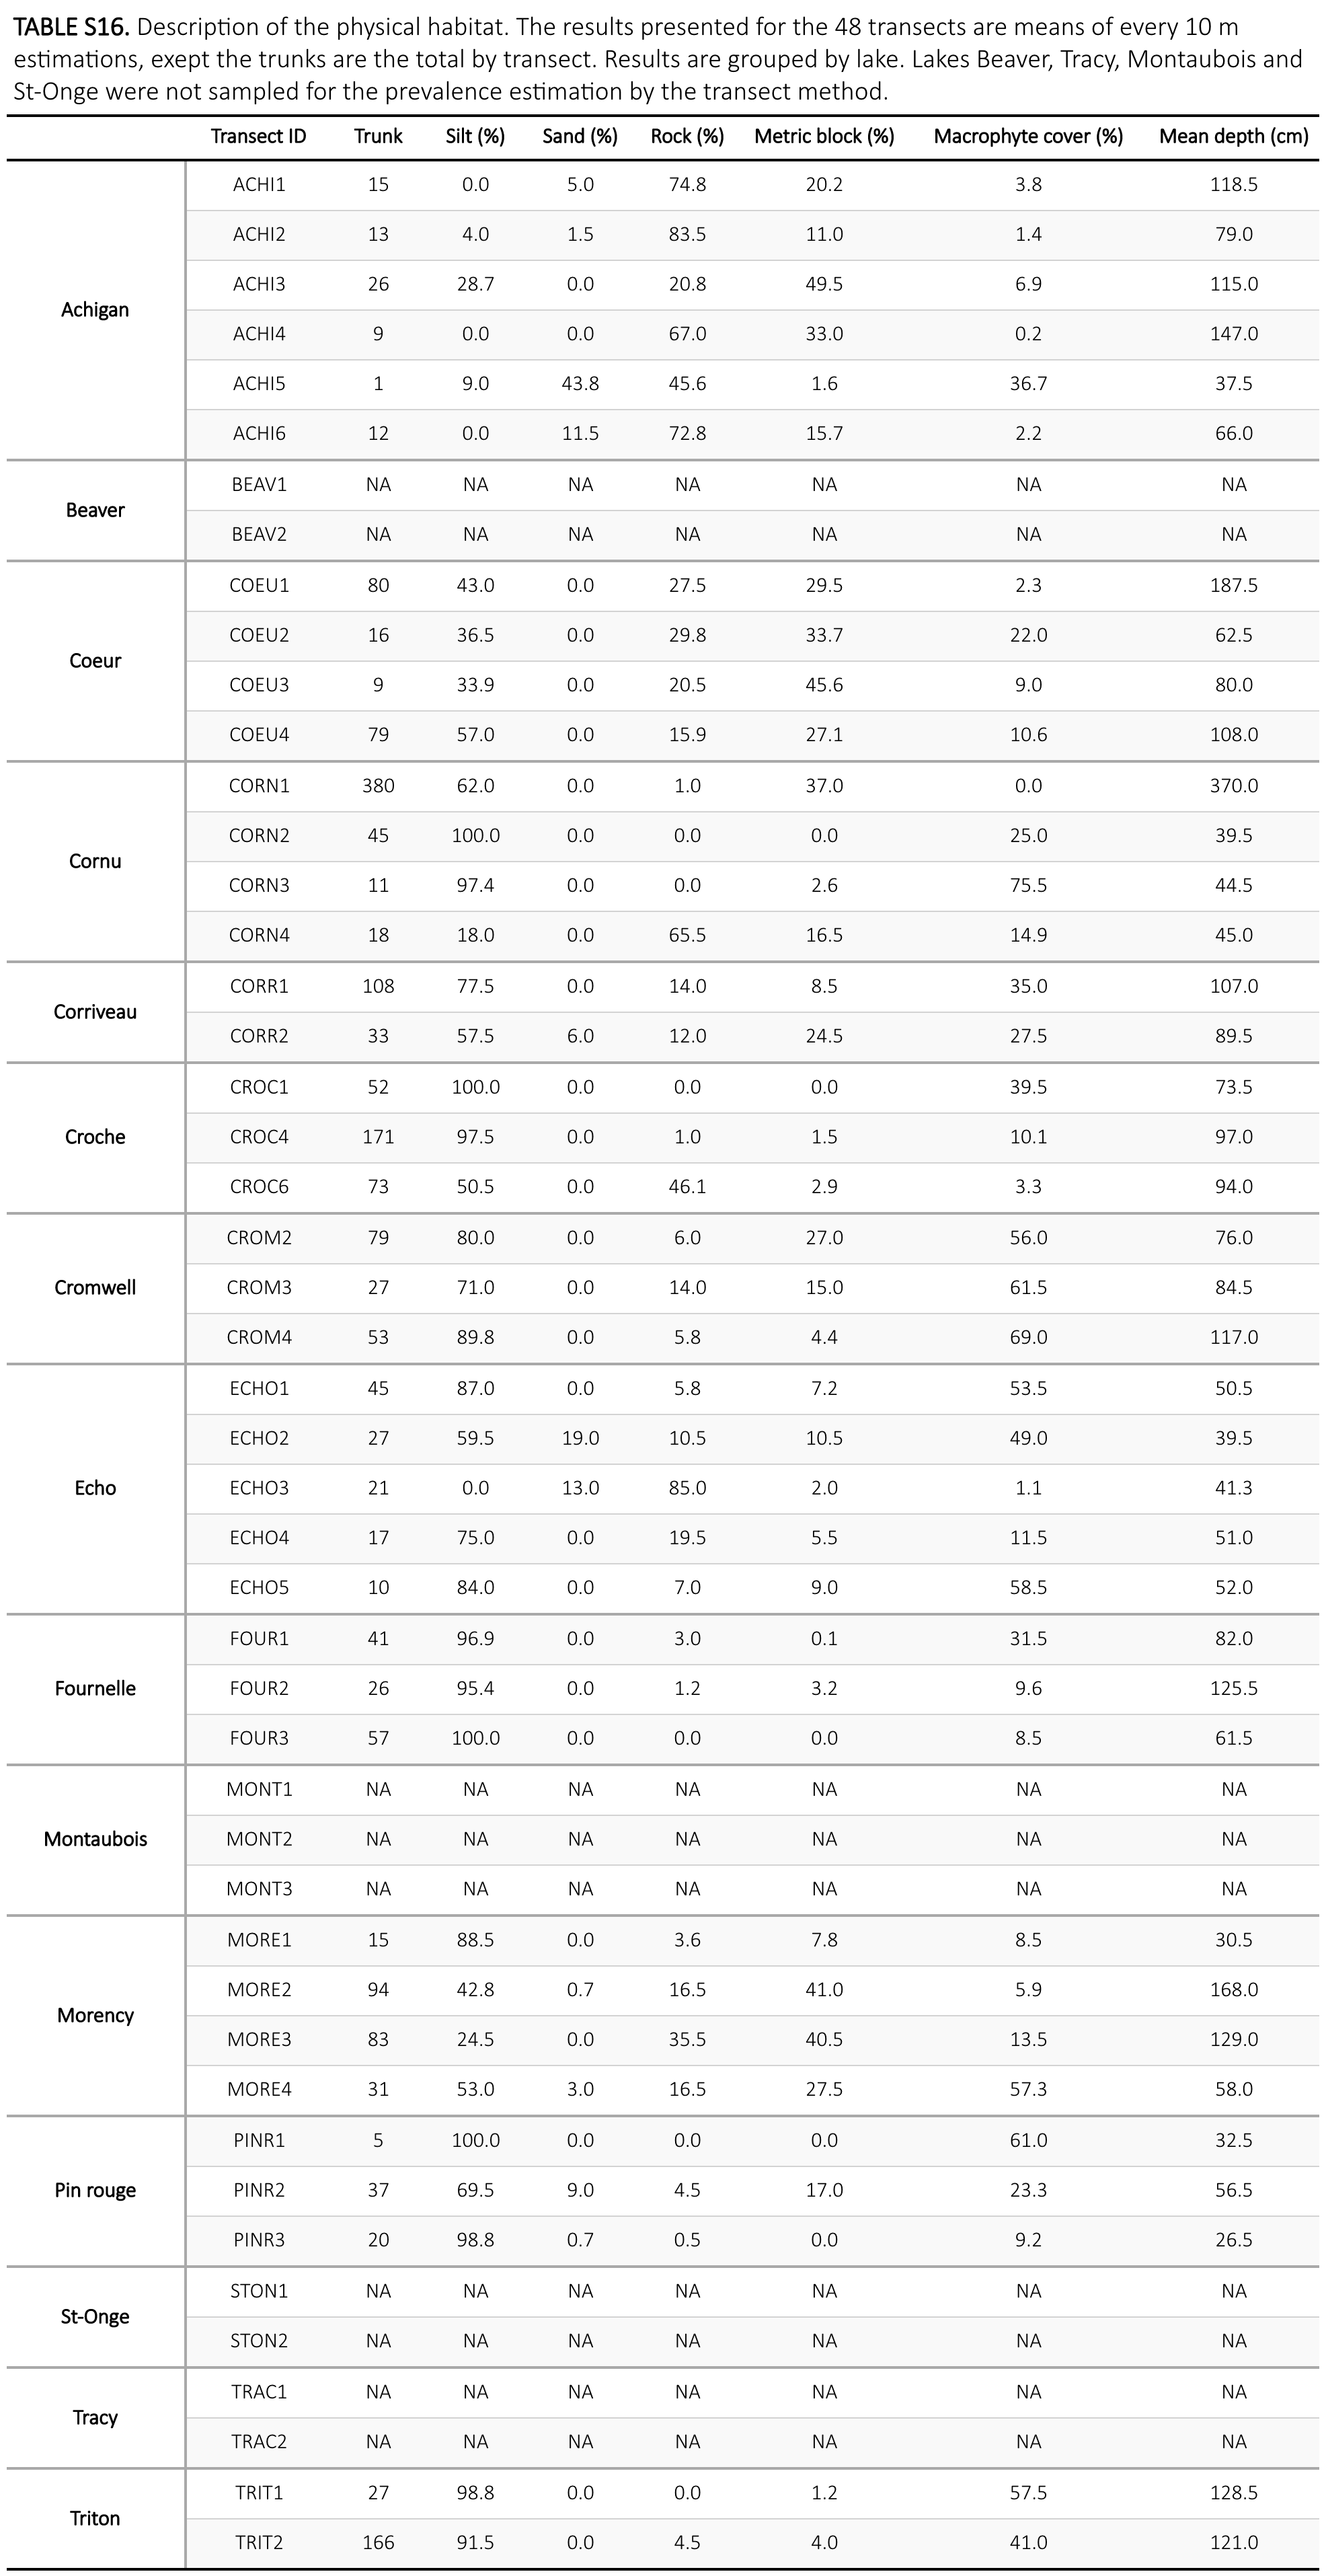 TABLE S16. Description of the physical habitat. The results presented for the 48 transects are means of every 10 m
estimations, exept the trunks are the total by transect. Results are grouped by lake. Lakes Beaver, Tracy, Montaubois and
St-Onge were not sampled for the prevalence estimation by the transect method.
Transect ID Trunk Silt (%) Sand (%) Rock (%) Metric block (%) Macrophyte cover (%) Mean depth (cm)
Achigan
ACHI1 15 0.0 5.0 74.8 20.2 3.8 118.5
ACHI2 13 4.0 1.5 83.5 11.0 1.4 79.0
ACHI3 26 28.7 0.0 20.8 49.5 6.9 115.0
ACHI4 9 0.0 0.0 67.0 33.0 0.2 147.0
ACHI5 1 9.0 43.8 45.6 1.6 36.7 37.5
ACHI6 12 0.0 11.5 72.8 15.7 2.2 66.0
Beaver
BEAV1 NA NA NA NA NA NA NA
BEAV2 NA NA NA NA NA NA NA
Coeur
COEU1 80 43.0 0.0 27.5 29.5 2.3 187.5
COEU2 16 36.5 0.0 29.8 33.7 22.0 62.5
COEU3 9 33.9 0.0 20.5 45.6 9.0 80.0
COEU4 79 57.0 0.0 15.9 27.1 10.6 108.0
Cornu
CORN1 380 62.0 0.0 1.0 37.0 0.0 370.0
CORN2 45 100.0 0.0 0.0 0.0 25.0 39.5
CORN3 11 97.4 0.0 0.0 2.6 75.5 44.5
CORN4 18 18.0 0.0 65.5 16.5 14.9 45.0
Corriveau
CORR1 108 77.5 0.0 14.0 8.5 35.0 107.0
CORR2 33 57.5 6.0 12.0 24.5 27.5 89.5
Croche
CROC1 52 100.0 0.0 0.0 0.0 39.5 73.5
CROC4 171 97.5 0.0 1.0 1.5 10.1 97.0
CROC6 73 50.5 0.0 46.1 2.9 3.3 94.0
Cromwell
CROM2 79 80.0 0.0 6.0 27.0 56.0 76.0
CROM3 27 71.0 0.0 14.0 15.0 61.5 84.5
CROM4 53 89.8 0.0 5.8 4.4 69.0 117.0
Echo
ECHO1 45 87.0 0.0 5.8 7.2 53.5 50.5
ECHO2 27 59.5 19.0 10.5 10.5 49.0 39.5
ECHO3 21 0.0 13.0 85.0 2.0 1.1 41.3
ECHO4 17 75.0 0.0 19.5 5.5 11.5 51.0
ECHO5 10 84.0 0.0 7.0 9.0 58.5 52.0
Fournelle
FOUR1 41 96.9 0.0 3.0 0.1 31.5 82.0
FOUR2 26 95.4 0.0 1.2 3.2 9.6 125.5
FOUR3 57 100.0 0.0 0.0 0.0 8.5 61.5
Montaubois
MONT1 NA NA NA NA NA NA NA
MONT2 NA NA NA NA NA NA NA
MONT3 NA NA NA NA NA NA NA
Morency
MORE1 15 88.5 0.0 3.6 7.8 8.5 30.5
MORE2 94 42.8 0.7 16.5 41.0 5.9 168.0
MORE3 83 24.5 0.0 35.5 40.5 13.5 129.0
MORE4 31 53.0 3.0 16.5 27.5 57.3 58.0
Pin rouge
PINR1 5 100.0 0.0 0.0 0.0 61.0 32.5
PINR2 37 69.5 9.0 4.5 17.0 23.3 56.5
PINR3 20 98.8 0.7 0.5 0.0 9.2 26.5
St-Onge
STON1 NA NA NA NA NA NA NA
STON2 NA NA NA NA NA NA NA
Tracy
TRAC1 NA NA NA NA NA NA NA
TRAC2 NA NA NA NA NA NA NA
Triton
TRIT1 27 98.8 0.0 0.0 1.2 57.5 128.5
TRIT2 166 91.5 0.0 4.5 4.0 41.0 121.0